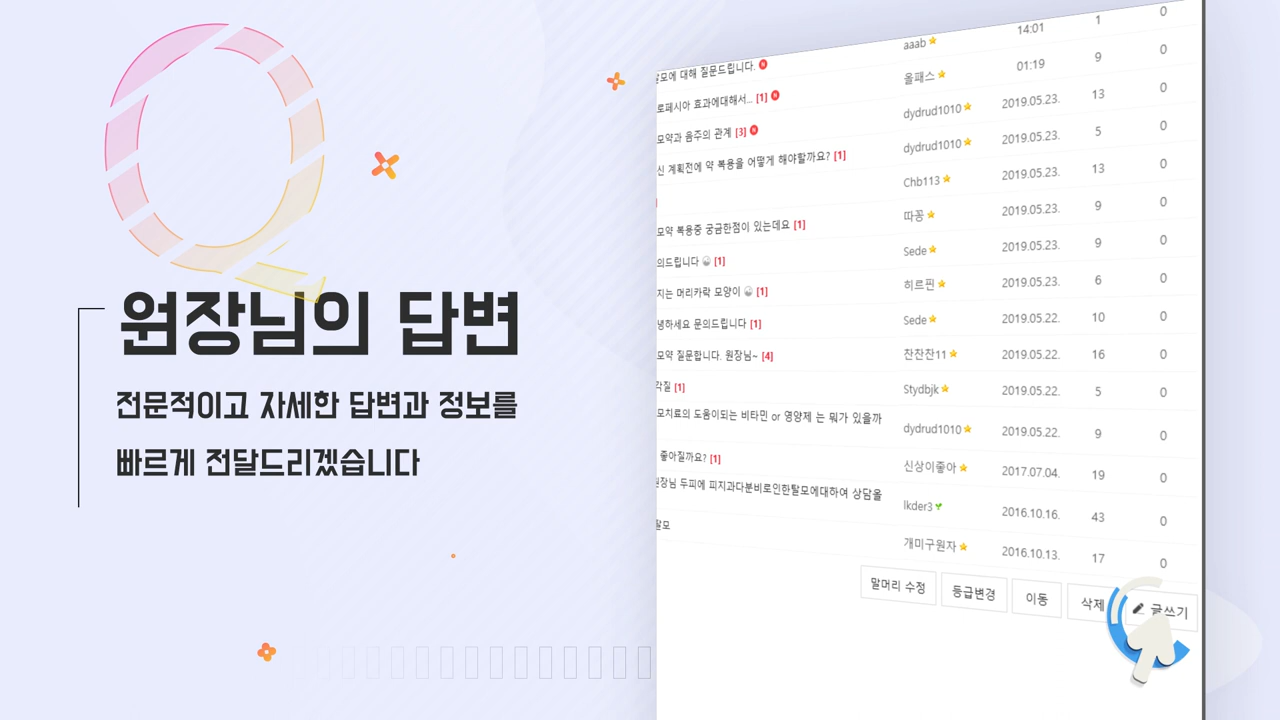 Q
원장님의 답변
전문적이고 자세한 답변과 정보를
빠르게 전달드리겠습니다
aaab 14:01 1 0
탈모에 대해 질문드립니다. N 올패스 01:19 9 0
로페시아 효과에대해서... [1] N dydrud1010 2019.05.23. 13 0
모약과 음주의 관계 [3] N dydrud1010 2019.05.23. 5 0
신 계획전에 약 복용을 어떻게 해야할까요? [1] Chb113 2019.05.23. 13 0
] 따꽁 2019.05.23. 9 0
모약 복용중 궁금한점이 있는데요 [1] Sede 2019.05.23. 9 0
의드립니다 [1] 히르핀 2019.05.23. 6 0
지는 머리카락 모양이 [1] Sede 2019.05.22. 10 0
녕하세요 문의드립니다 [1] 찬찬찬11 2019.05.22. 16 0
모약 질문합니다. 원장님~ [4] Stydbjk 2019.05.22. 5 0
각질 [1] dydrud1010 2019.05.22. 9 0
모치료의 도움이되는 비타민 or 영양제 는 뭐가 있을까
좋아질까요? [1] 신상이좋아 2017.07.04. 19 0
원장님 두피에 피지과다분비로인한탈모에대하여 상담을 lkder3 2016.10.16. 43 0
탈모 개미구원자 2016.10.13. 17 0
말머리 수정 등급변경 이동 삭제 글쓰기